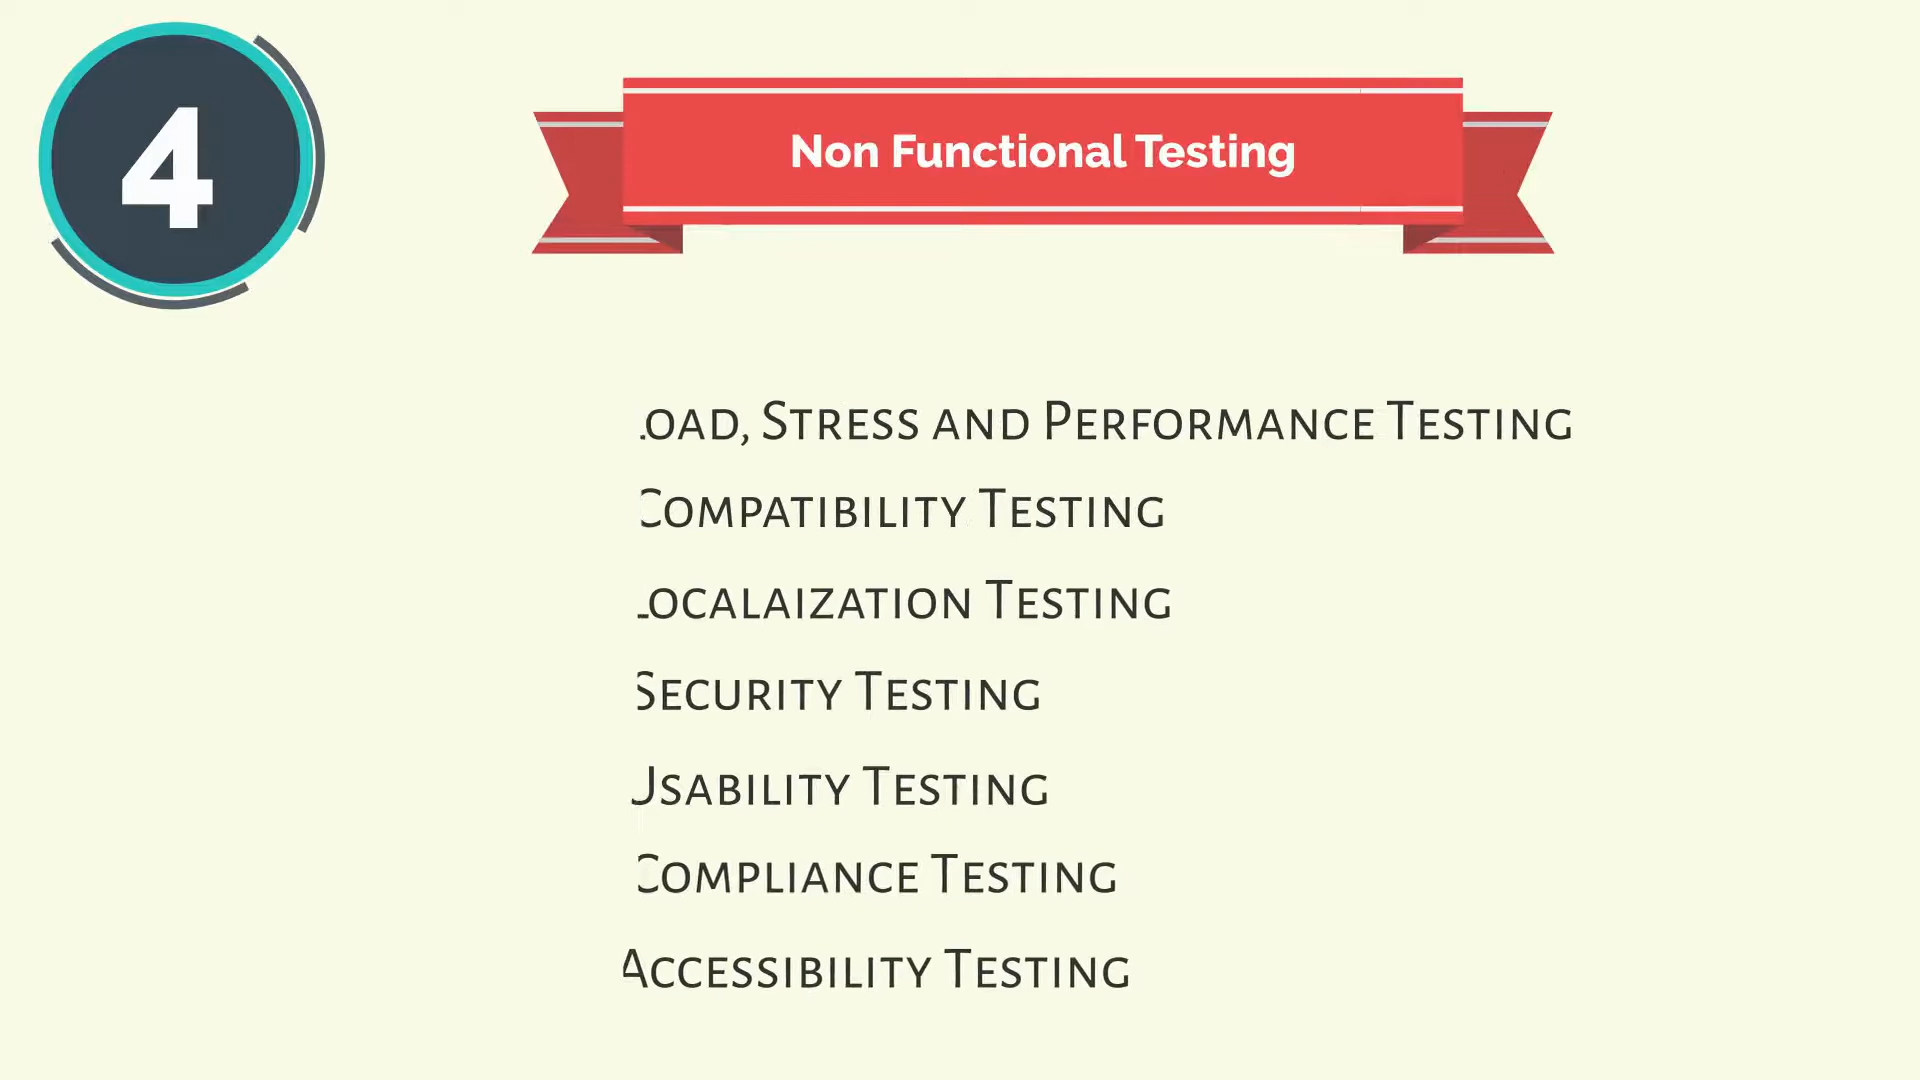 4
Non Functional Testing
Load, Stress and Performance Testing
Compatibility Testing
Localaization Testing
Security Testing
Usability Testing
Compliance Testing
Accessibility Testing